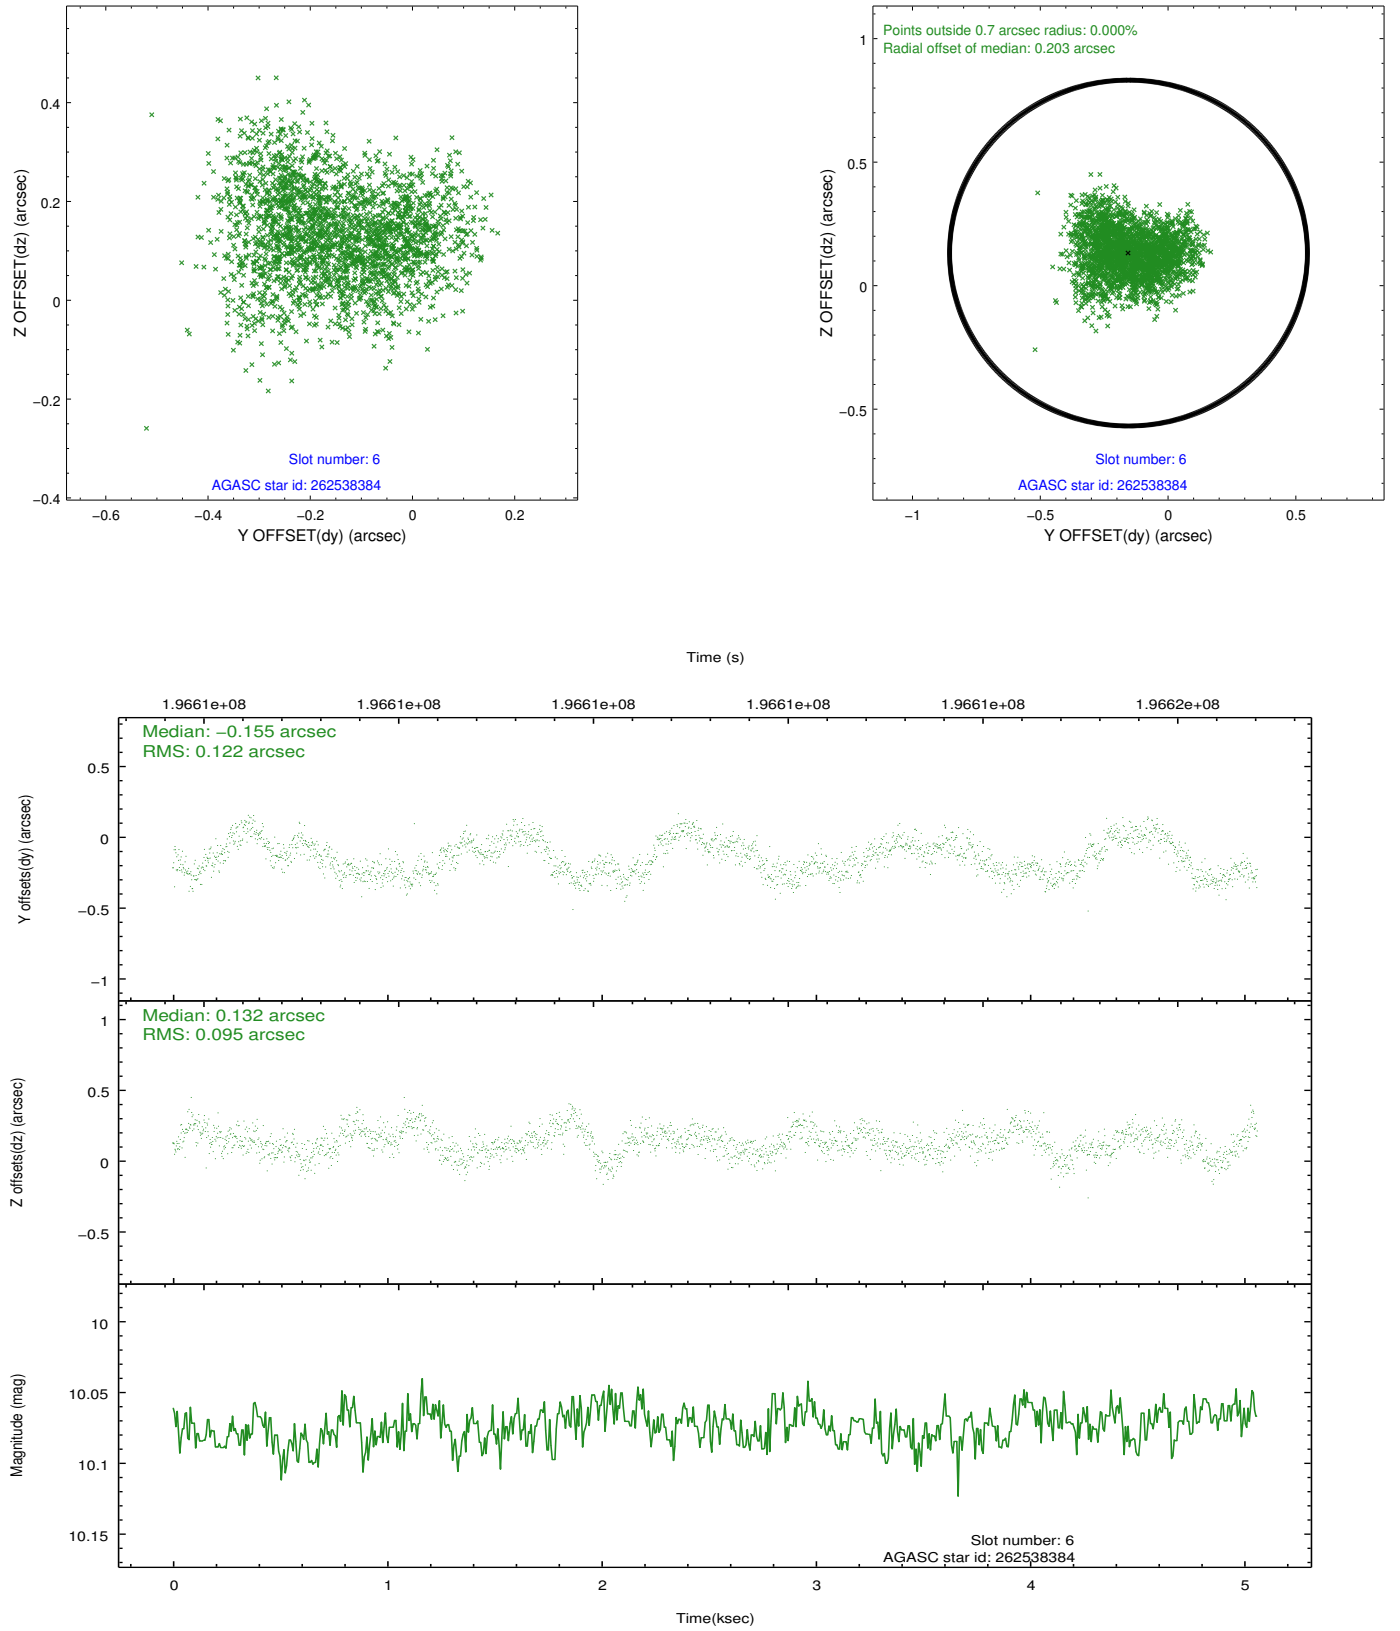 0.4
0.2
0
−0.2
−0.4
−0.6
−0.4
−0.2
0
0.2
Z OFFSET(dz) (arcsec)
Y OFFSET(dy) (arcsec)
Slot number: 6
AGASC star id: 262538384
Points outside 0.7 arcsec radius: 0.000%
Radial offset of median: 0.203 arcsec
1
0.5
0
−0.5
−1
−0.5
0
0.5
Z OFFSET(dz) (arcsec)
Y OFFSET(dy) (arcsec)
Slot number: 6
AGASC star id: 262538384
Time (s)
1.9661e+08
1.9661e+08
1.9661e+08
1.9661e+08
1.9661e+08
1.9662e+08
Median: −0.155 arcsec
RMS: 0.122 arcsec
0.5
0
−0.5
−1
Y offsets(dy) (arcsec)
Median: 0.132 arcsec
RMS: 0.095 arcsec
1
0.5
0
−0.5
Z offsets(dz) (arcsec)
10
10.05
10.1
10.15
Magnitude (mag)
Slot number: 6
AGASC star id: 262538384
0
1
2
3
4
5
Time(ksec)